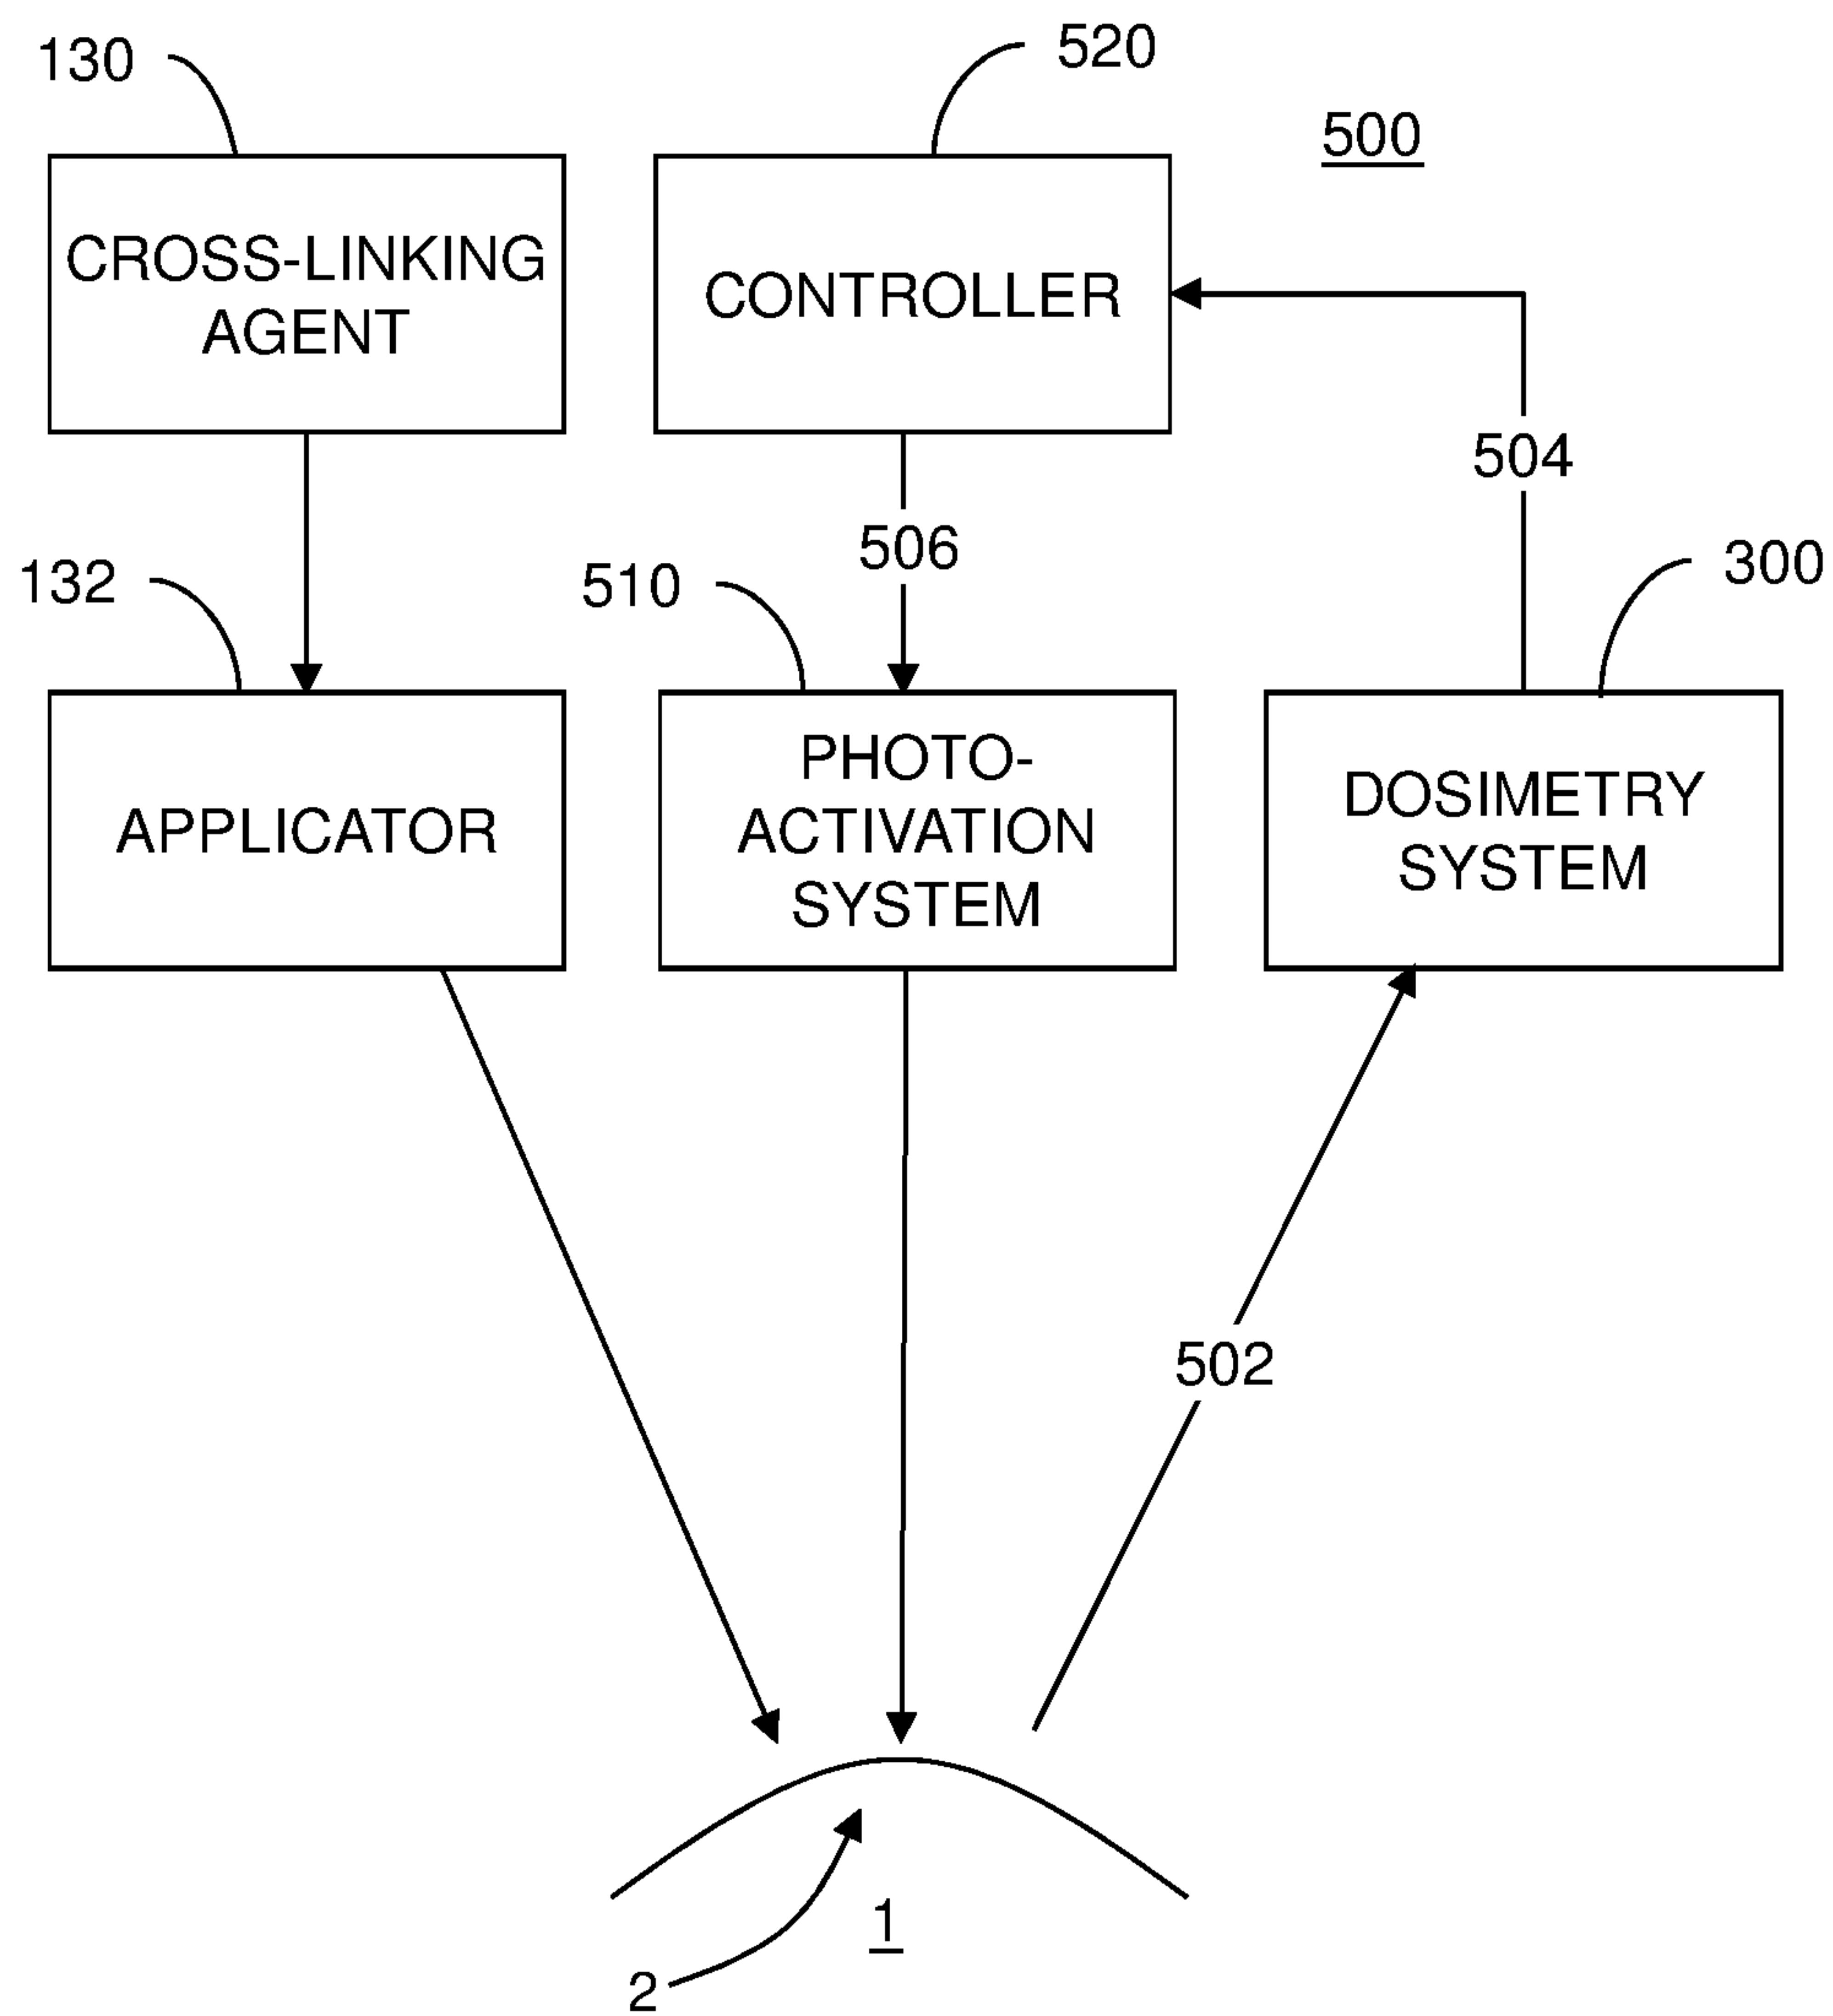 130
520
500
CROSS-LINKING
AGENT
CONTROLLER
504
506
132
510
300
APPLICATOR
PHOTO-
ACTIVATION
SYSTEM
DOSIMETRY
SYSTEM
502
1
2